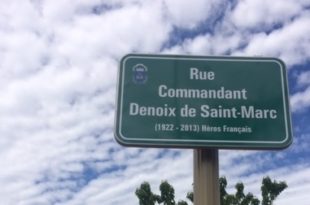 Rue
Commandant
Denoix de Saint-Marc
(1922 - 2013) Héros Français